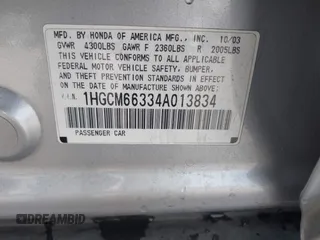 MFD. BY HONDA OF AMERICA MFG., INC. 10/03
GVWR 4300LBS GAWR F 2360LBS R 2005LBS
THIS VEHICLE CONFORMS TO ALL APPLICABLE
FEDERAL MOTOR VEHICLE SAFETY, BUMPER,
AND THEFT PREVENTION STANDARDS IN EFFECT
ON THE DATE OF MANUFACTURE SHOWN ABOVE.
V.I.N. 1HGCM66334A013834
PASSENGER CAR
DREAMBID